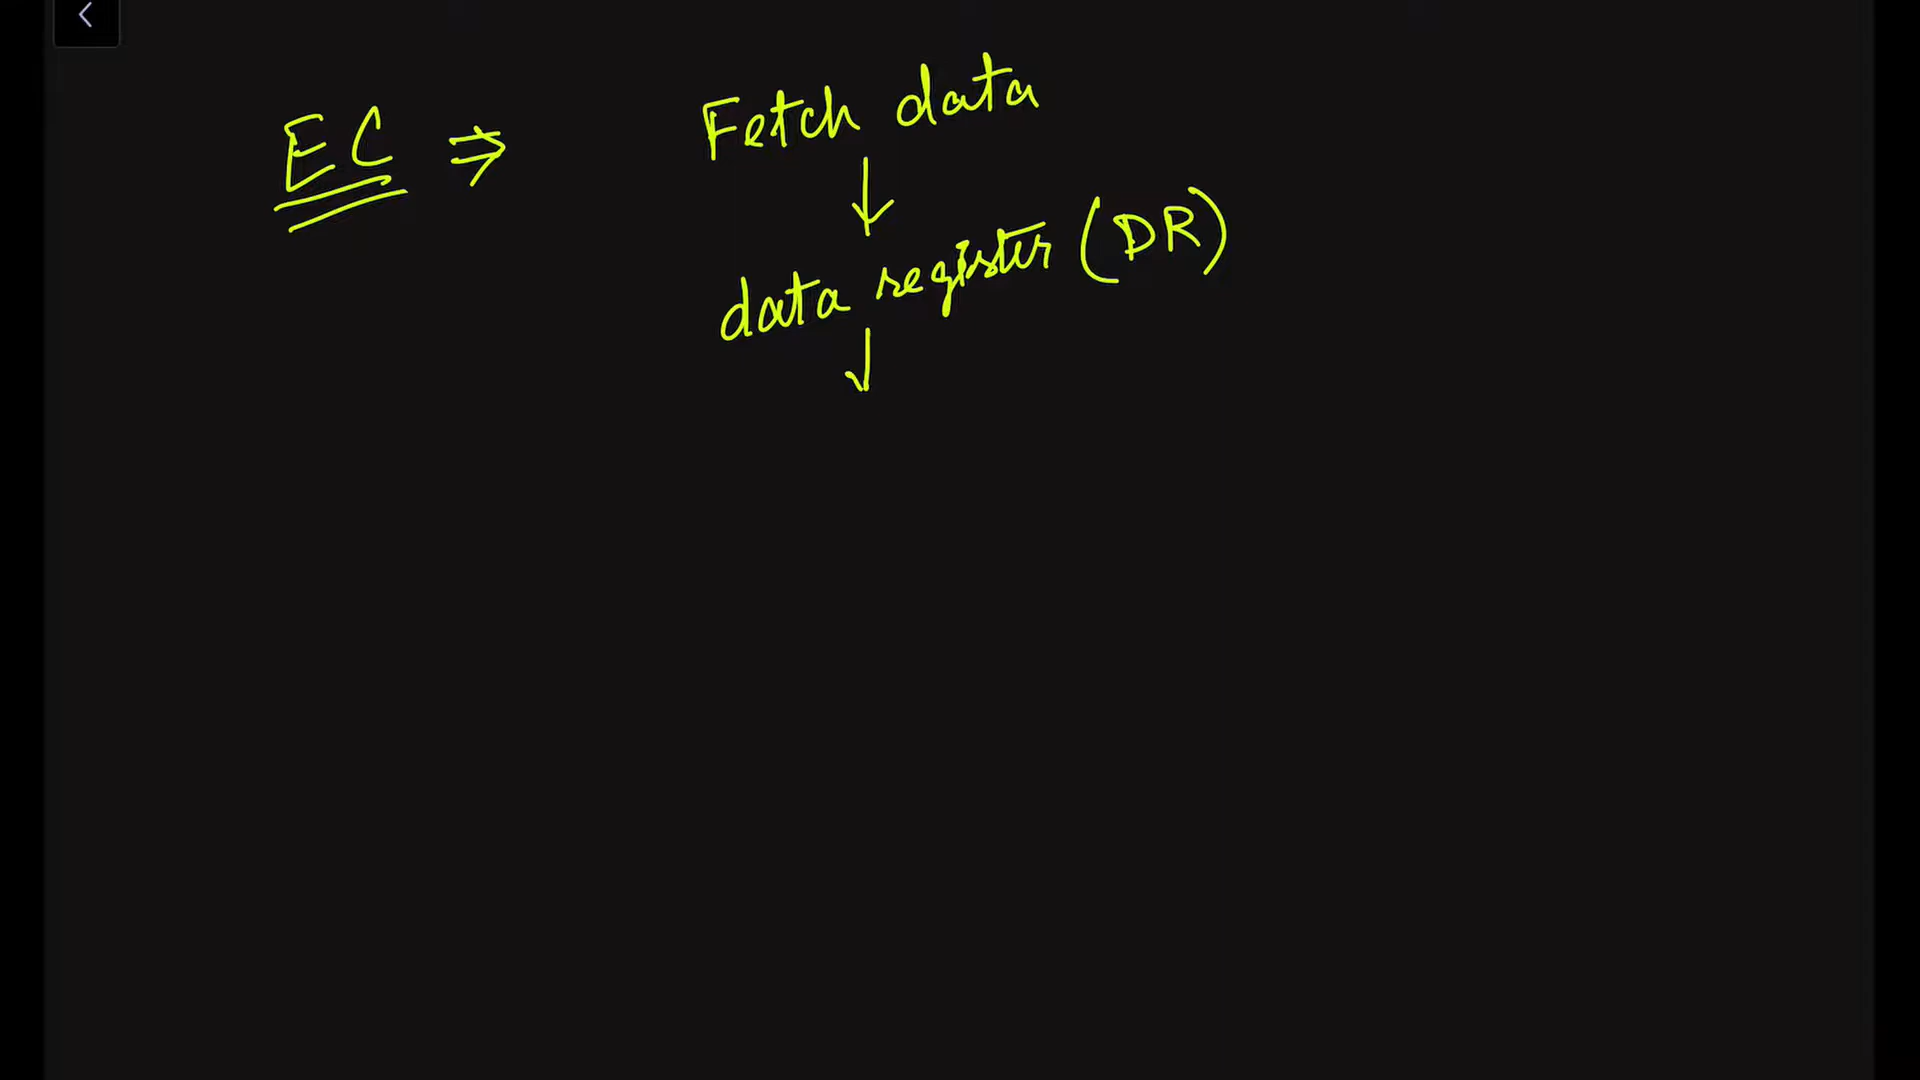 EC ⇒ Fetch data
↓
data register (DR)
↓